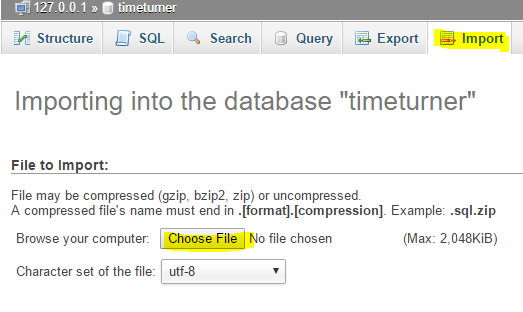 127.0.0.1 » timeturner
Structure SQL Search Query Export Import
Importing into the database "timeturner"
File to Import:
File may be compressed (gzip, bzip2, zip) or uncompressed.
A compressed file's name must end in .[format].[compression]. Example: .sql.zip
Browse your computer: Choose File No file chosen (Max: 2,048KiB)
Character set of the file: utf-8